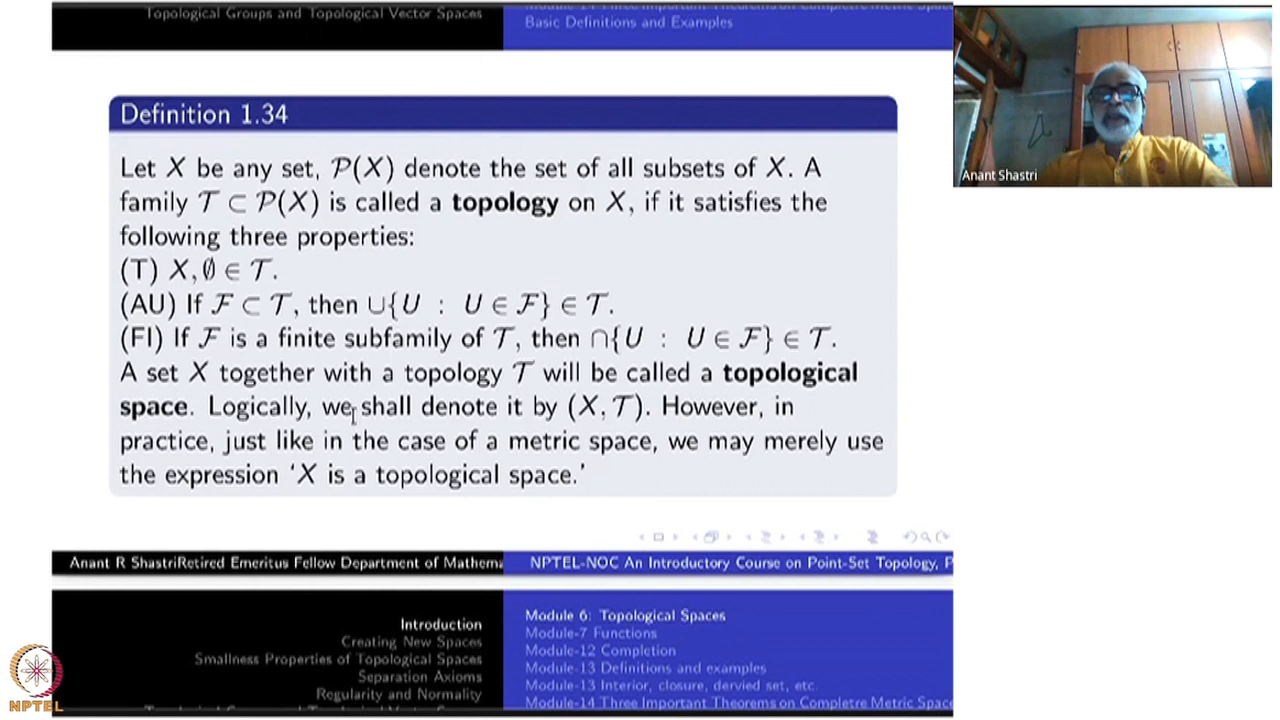 Topological Groups and Topological Vector Spaces
Basic Definitions and Examples
Definition 1.34
Let X be any set, 𝒫(X) denote the set of all subsets of X. A
family 𝒯 ⊂ 𝒫(X) is called a topology on X, if it satisfies the
following three properties:
(T) X, ∅ ∈ 𝒯.
(AU) If ℱ ⊂ 𝒯, then ∪{U : U ∈ ℱ} ∈ 𝒯.
(FI) If ℱ is a finite subfamily of 𝒯, then ∩{U : U ∈ ℱ} ∈ 𝒯.
A set X together with a topology 𝒯 will be called a topological
space. Logically, we shall denote it by (X, 𝒯). However, in
practice, just like in the case of a metric space, we may merely use
the expression ‘X is a topological space.’
Anant Shastri
Anant R ShastriRetired Emeritus Fellow Department of Mathema
NPTEL-NOC An Introductory Course on Point-Set Topology, P
Introduction
Creating New Spaces
Smallness Properties of Topological Spaces
Separation Axioms
Regularity and Normality
Module 6: Topological Spaces
Module-7 Functions
Module-12 Completion
Module-13 Definitions and examples
Module-13 Interior, closure, dervied set, etc.
Module-14 Three Important Theorems on Completre Metric Space
NPTEL